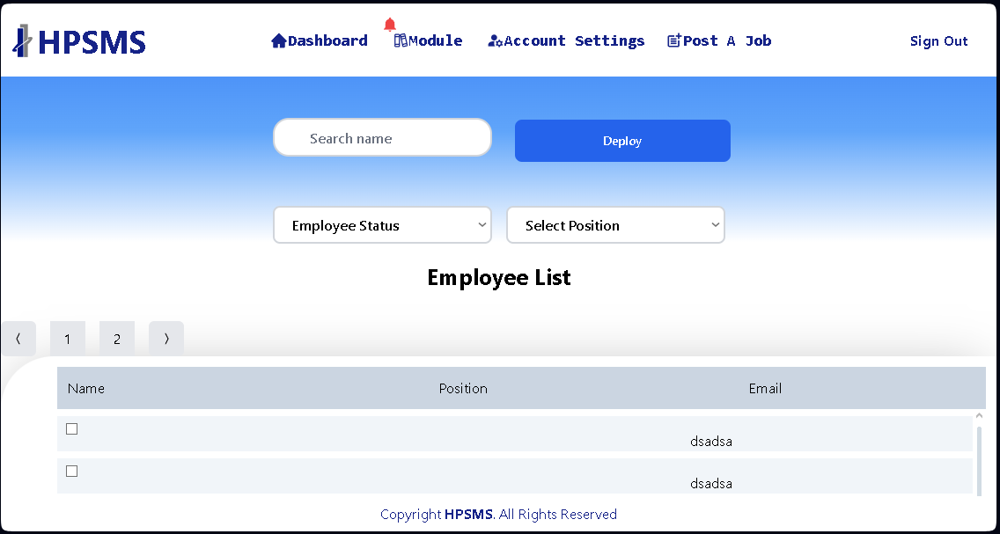 HPSMS Dashboard Module Account Settings Post A Job Sign Out
Search name Deploy
Employee Status Select Position
Employee List
⟨ 1 2 ⟩
Name Position Email
dsadsa
dsadsa
Copyright HPSMS. All Rights Reserved